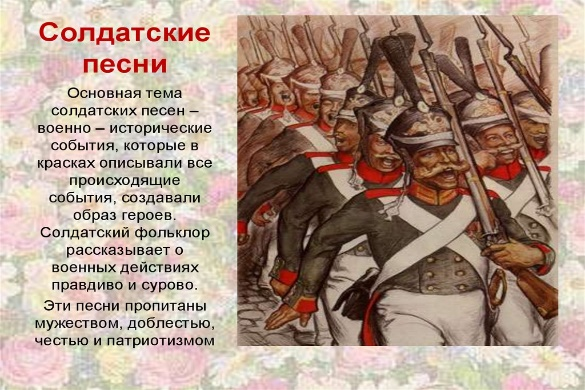 Солдатские
песни
Основная тема
солдатских песен –
военно – исторические
события, которые в
красках описывали все
происходящие
события, создавали
образ героев.
Солдатский фольклор
рассказывает о
военных действиях
правдиво и сурово.
Эти песни пропитаны
мужеством, доблестью,
честью и патриотизмом